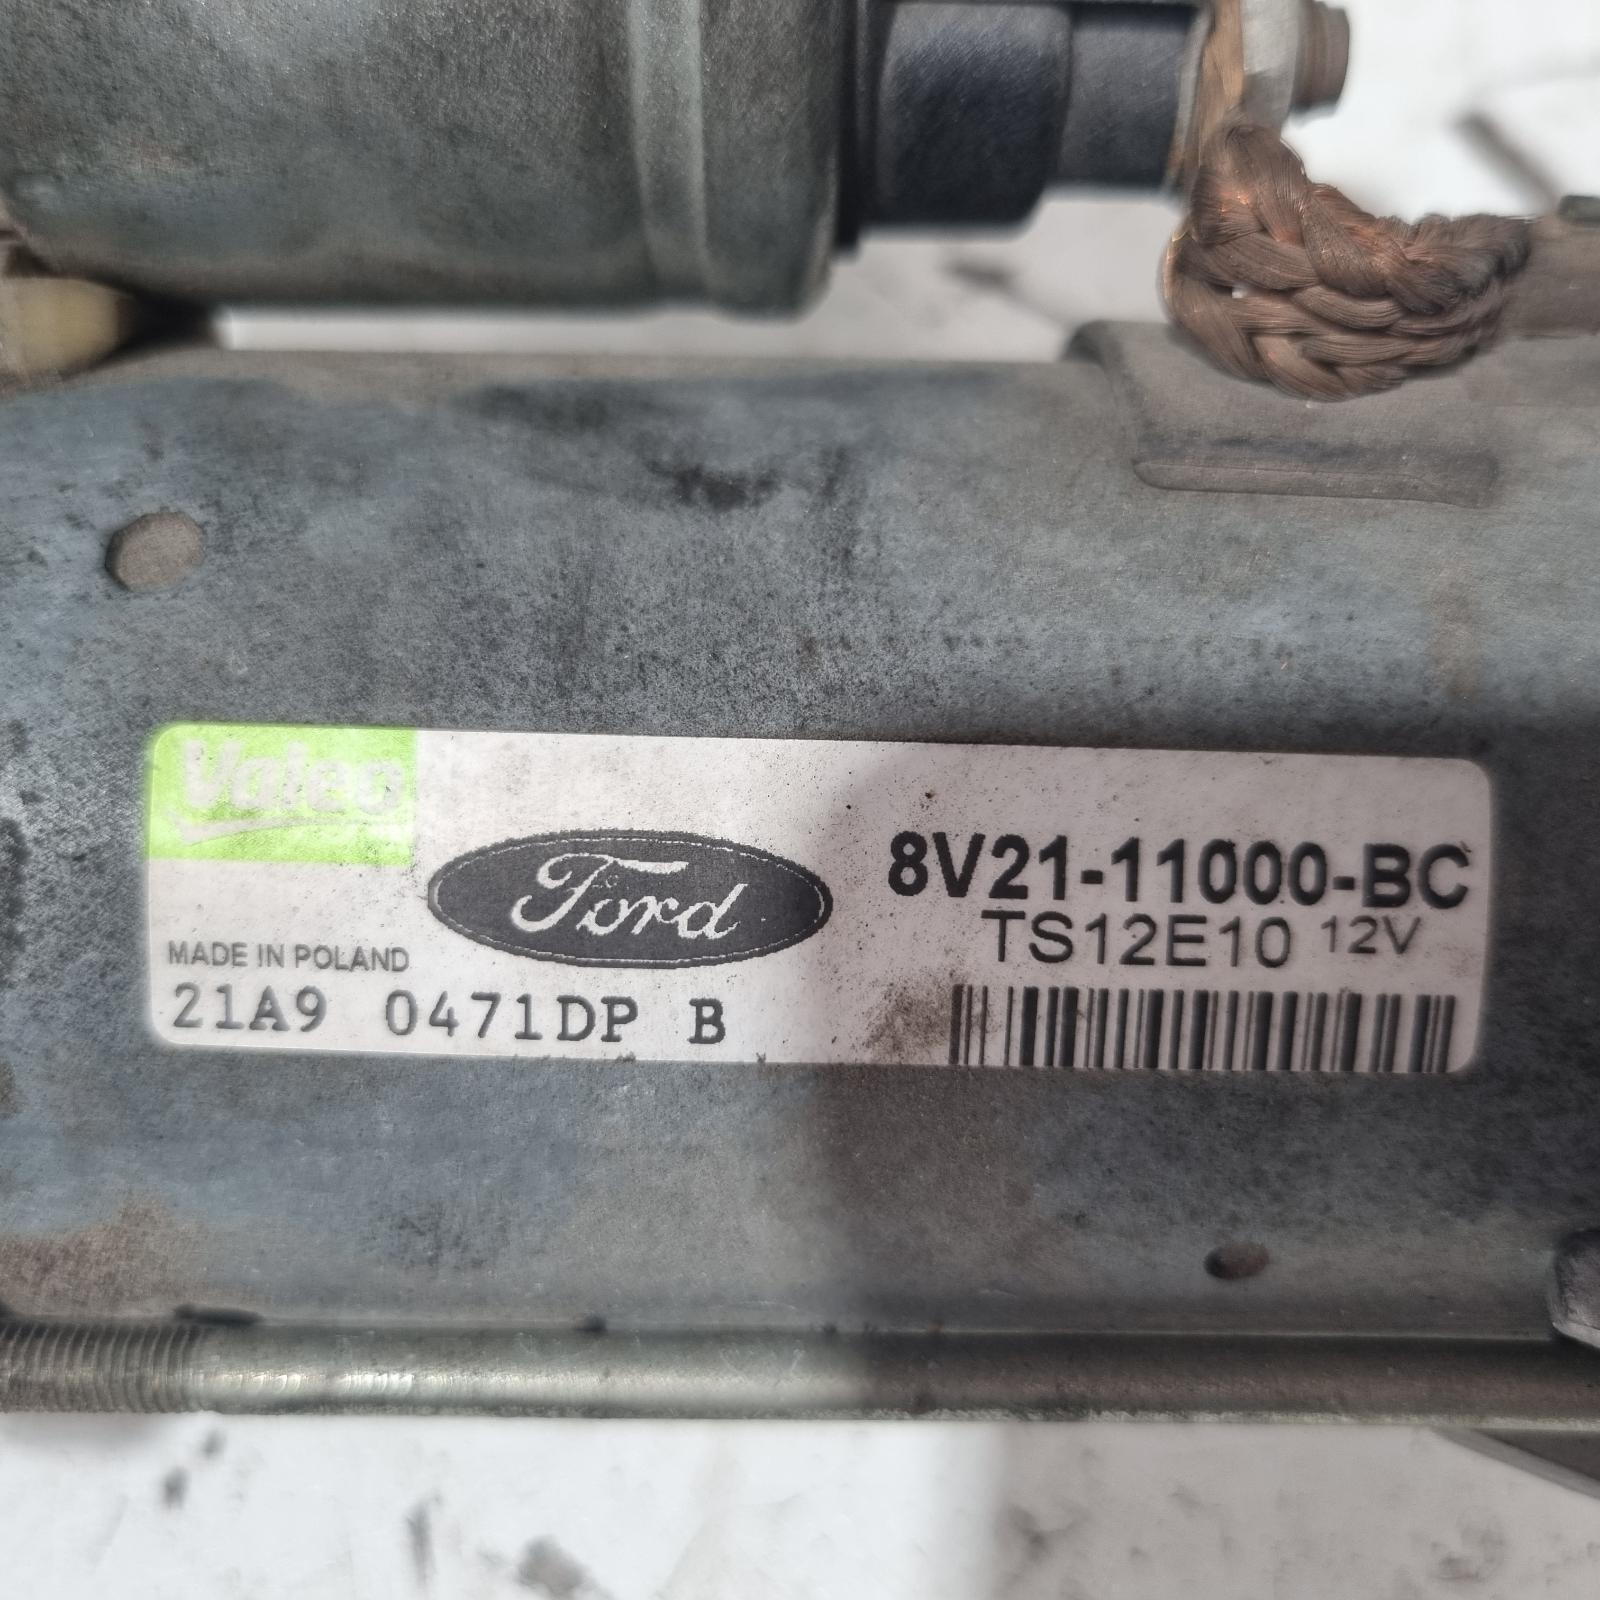 Valeo
Ford
8V21-11000-BC
TS12E10 12V
MADE IN POLAND
21A9 0471DP B